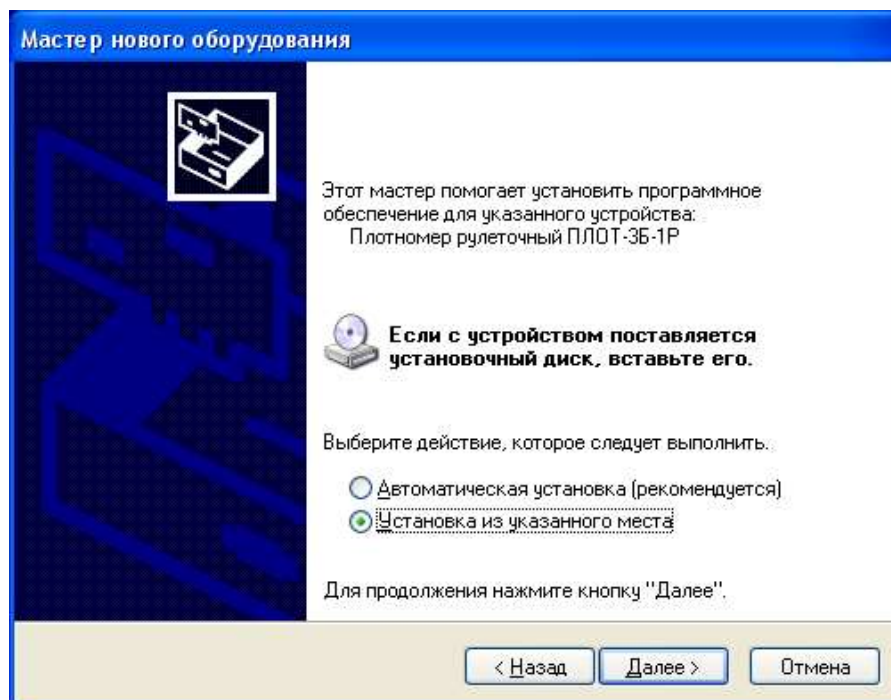 Мастер нового оборудования
Этот мастер помогает установить программное
обеспечение для указанного устройства:
Плотномер рулеточный ПЛОТ-3Б-1Р
Если с устройством поставляется
установочный диск, вставьте его.
Выберите действие, которое следует выполнить.
Автоматическая установка (рекомендуется)
Установка из указанного места
Для продолжения нажмите кнопку "Далее".
< Назад
Далее >
Отмена